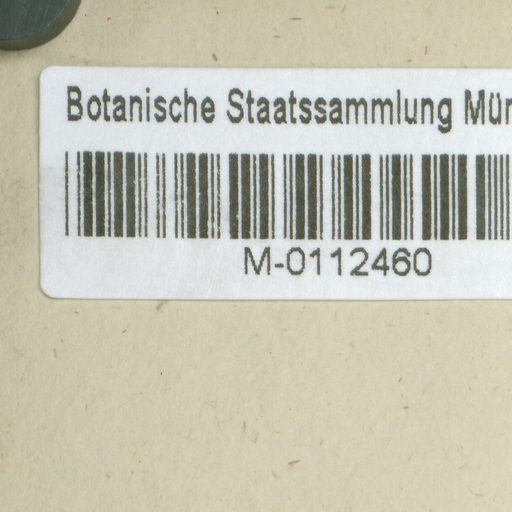 Botanische Staatssammlung Mün
M-0112460